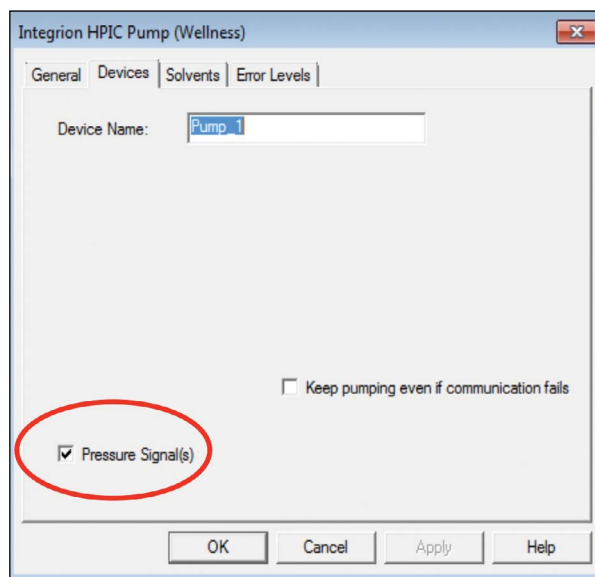 Integrion HPIC Pump (Wellness)
General Devices Solvents Error Levels
Device Name: Pump_1
Keep pumping even if communication fails
Pressure Signal(s)
OK Cancel Apply Help